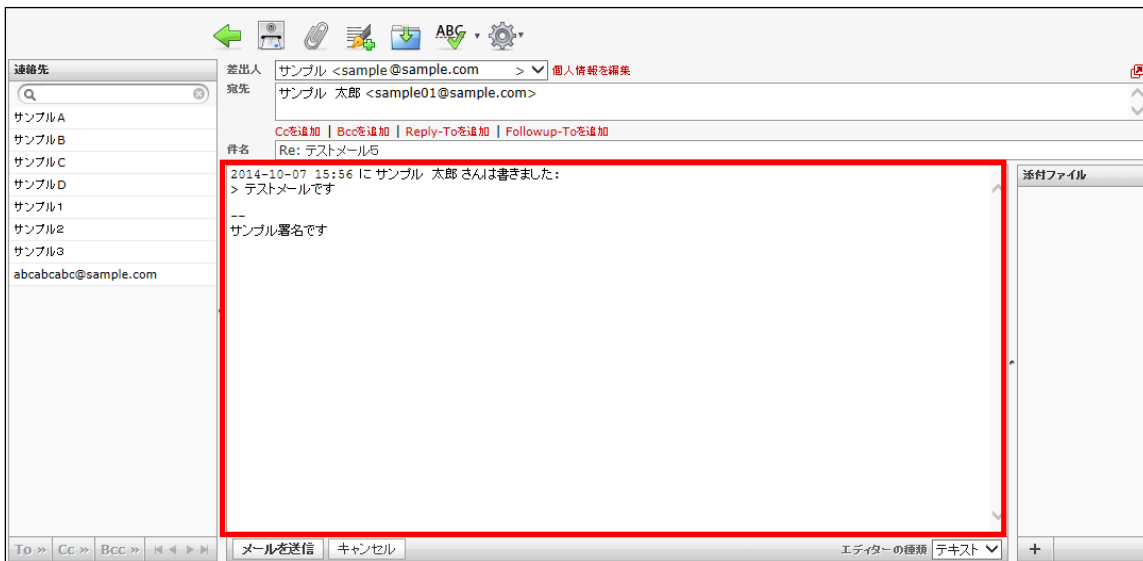 ABC
連絡先
サンプルA
サンプルB
サンプルC
サンプルD
サンプル1
サンプル2
サンプル3
abcabcabc@sample.com
To » Cc » Bcc »
差出人 サンプル <sample@sample.com > 個人情報を編集
宛先 サンプル 太郎 <sample01@sample.com>
Ccを追加 | Bccを追加 | Reply-Toを追加 | Followup-Toを追加
件名 Re: テストメール5
2014-10-07 15:56 に サンプル 太郎 さんは書きました:
> テストメールです
--
サンプル署名です
メールを送信 キャンセル エディターの種類 テキスト
添付ファイル
+